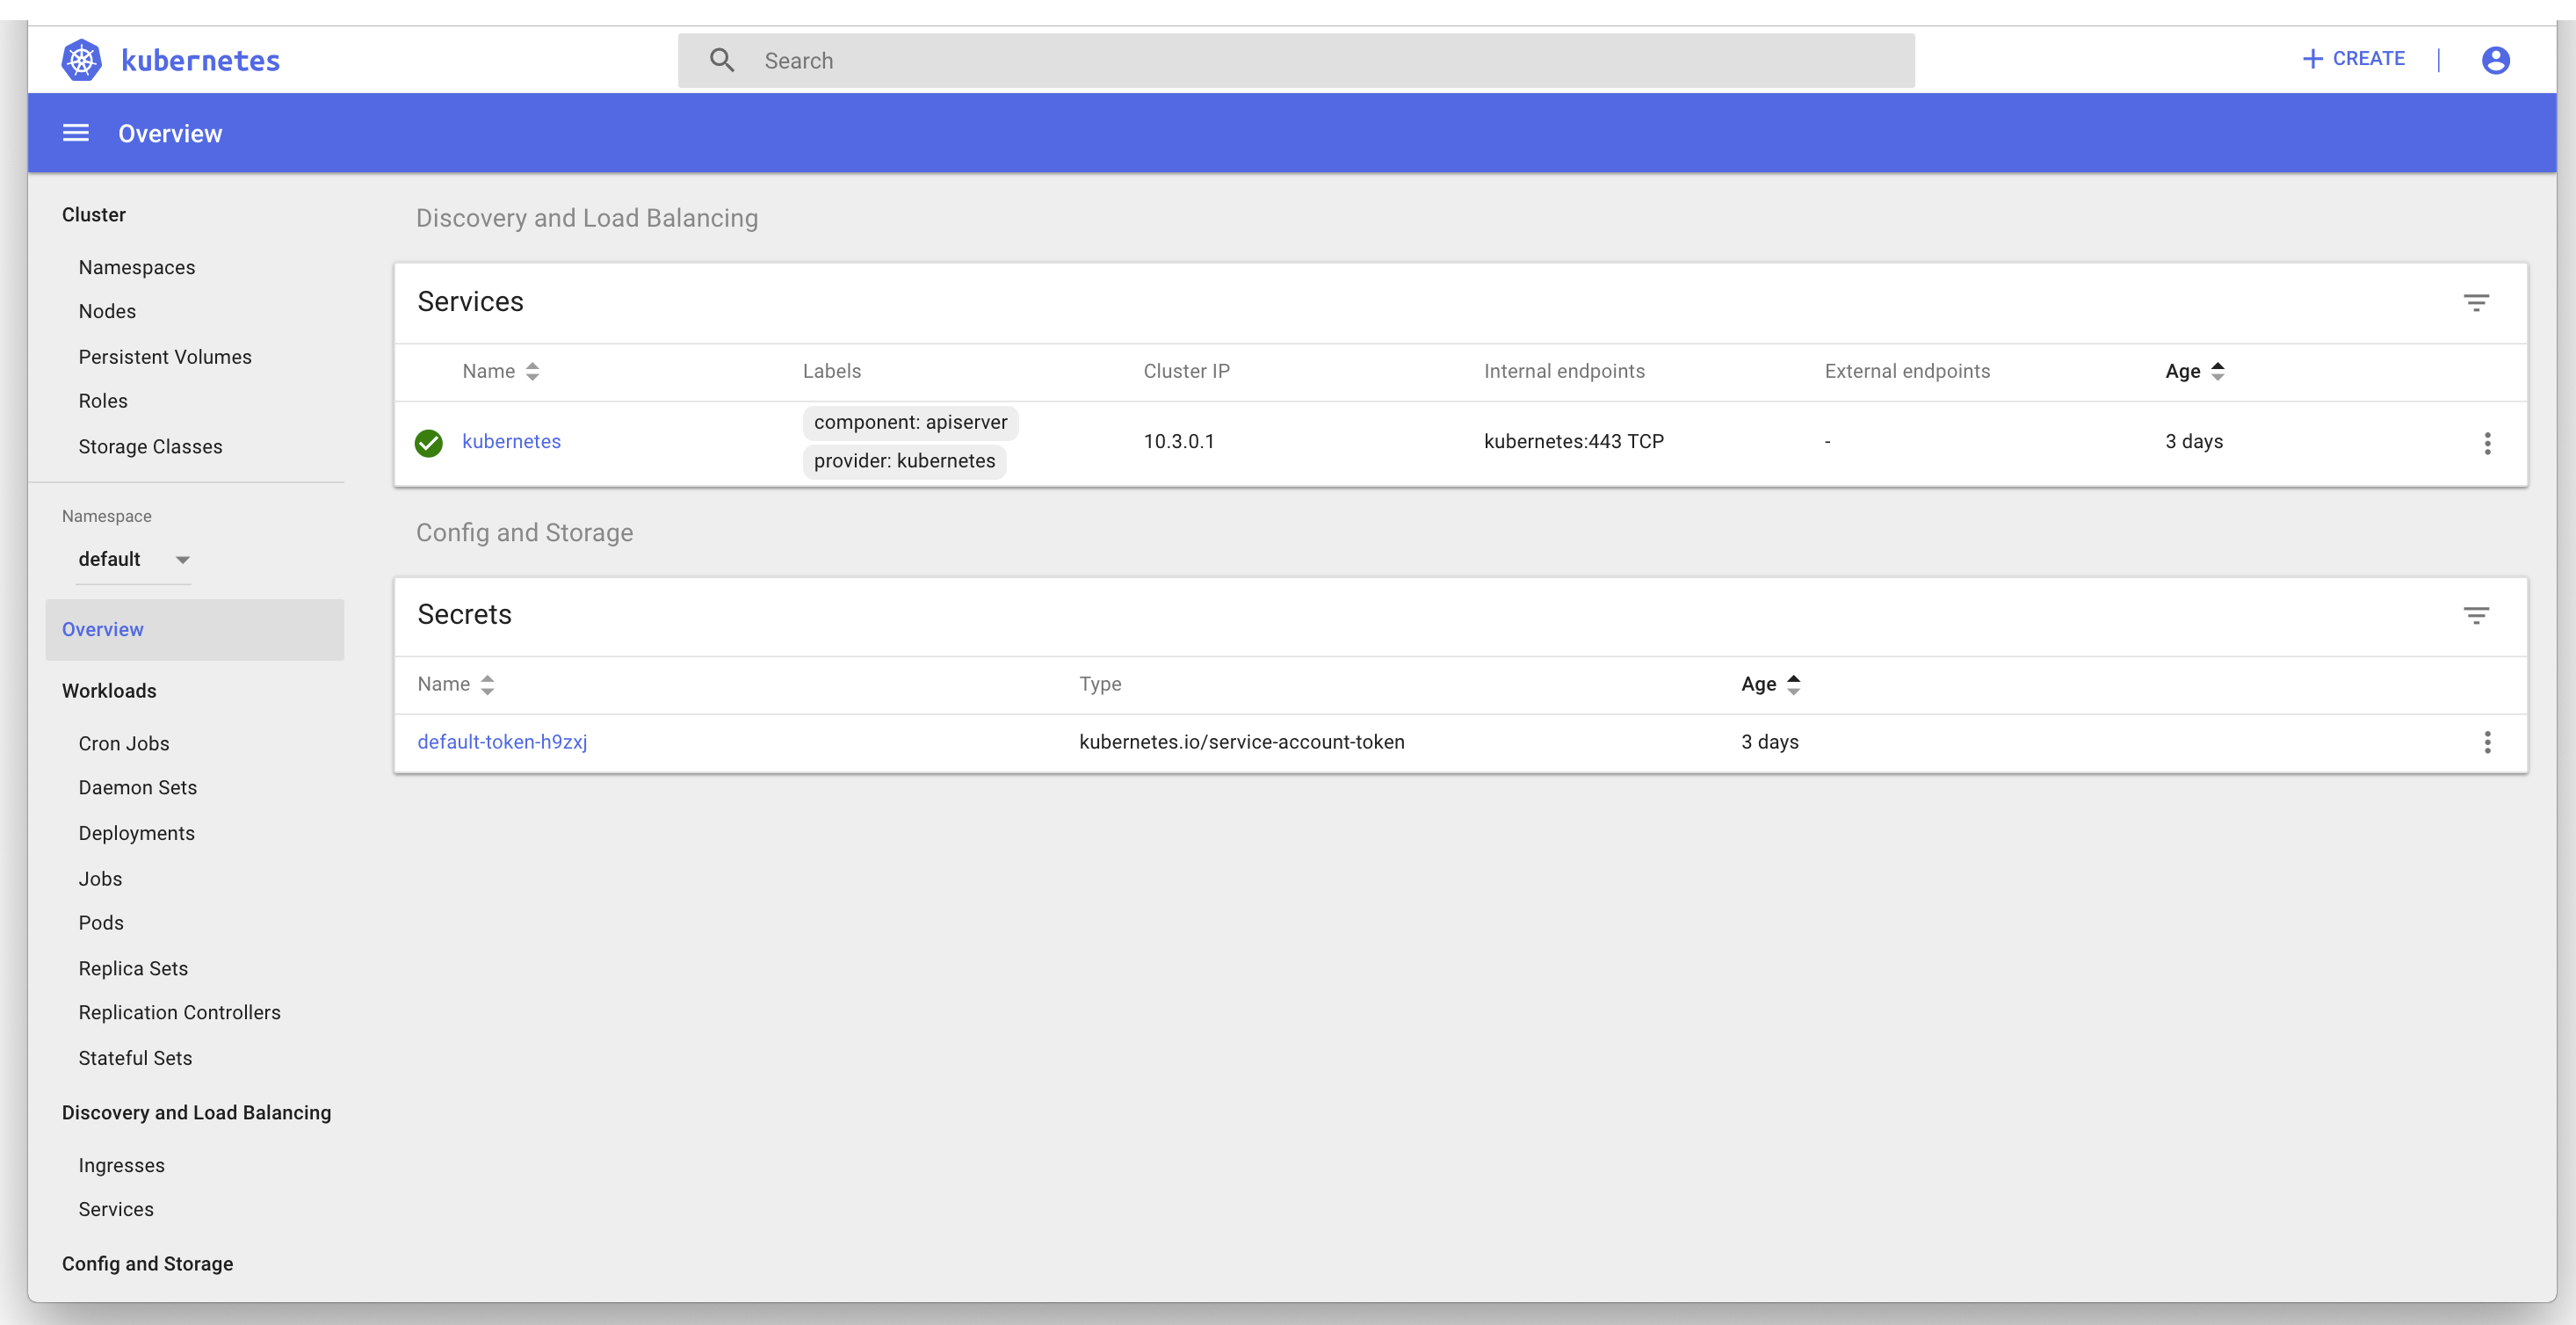 kubernetes
Search
CREATE
Overview
Cluster
Namespaces
Nodes
Persistent Volumes
Roles
Storage Classes
Namespace
default
Overview
Workloads
Cron Jobs
Daemon Sets
Deployments
Jobs
Pods
Replica Sets
Replication Controllers
Stateful Sets
Discovery and Load Balancing
Ingresses
Services
Config and Storage
Discovery and Load Balancing
Services
Name Labels Cluster IP Internal endpoints External endpoints Age
kubernetes component: apiserver provider: kubernetes 10.3.0.1 kubernetes:443 TCP - 3 days
Config and Storage
Secrets
Name Type Age
default-token-h9zxj kubernetes.io/service-account-token 3 days